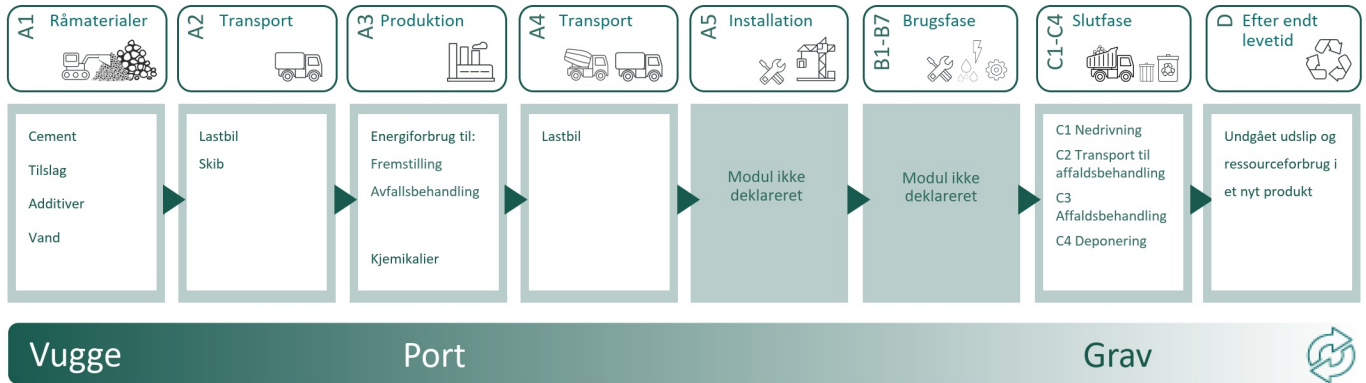 A1 Råmaterialer
A2 Transport
A3 Produktion
A4 Transport
A5 Installation
B1-B7 Brugsfase
C1-C4 Slutfase
D Efter endt
levetid
Cement
Tilslag
Additiver
Vand
Lastbil
Skib
Energiforbrug til:
Fremstilling
Avfallsbehandling
Kjemikalier
Lastbil
Modul ikke
deklareret
Modul ikke
deklareret
C1 Nedrivning
C2 Transport til
affaldsbehandling
C3
Affaldsbehandling
C4 Deponering
Undgået udslip og
ressourceforbrug i
et nyt produkt
Vugge
Port
Grav